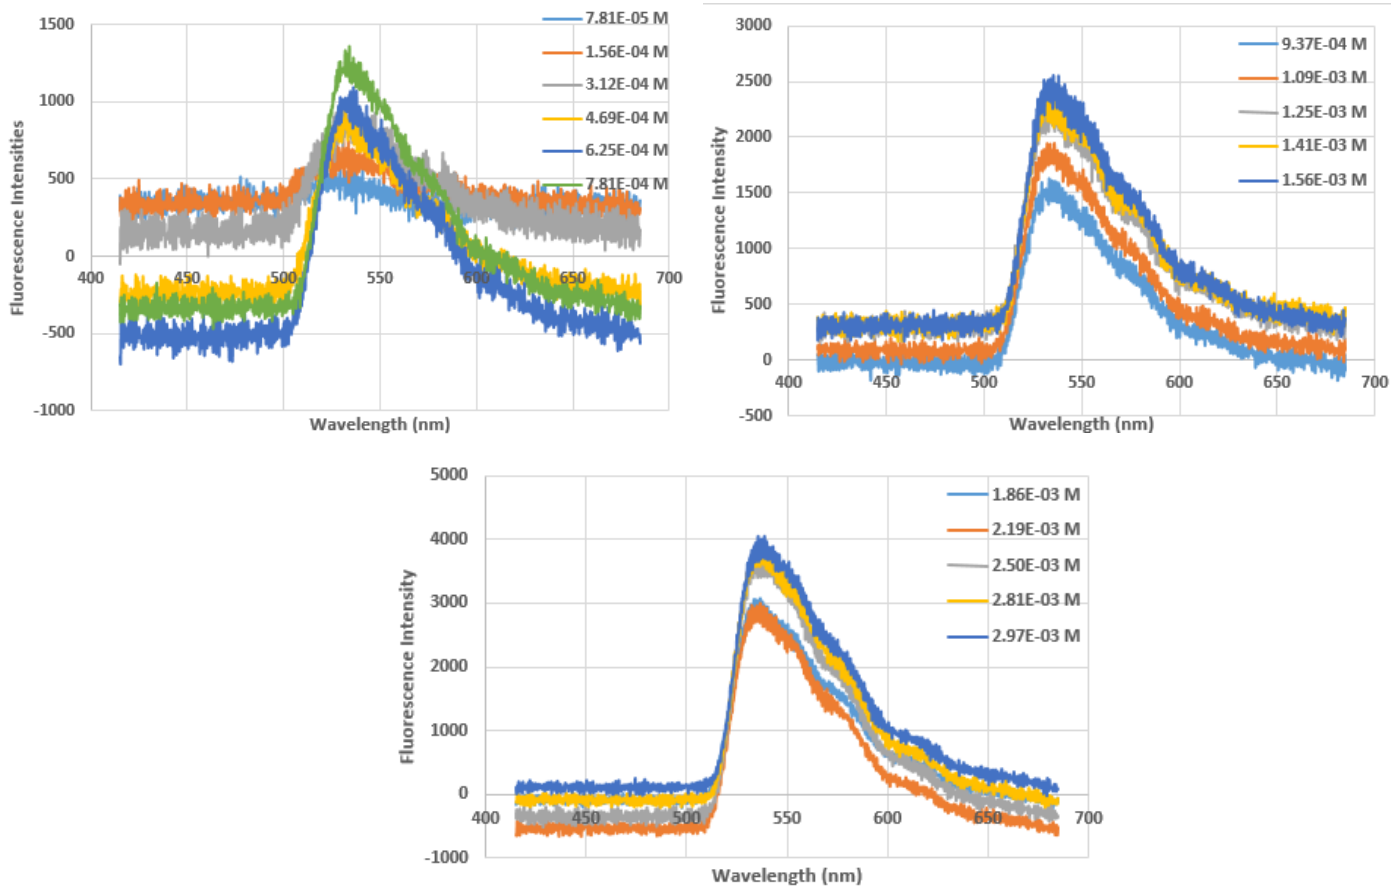 1500
1000
500
0
-500
-1000
400
450
500
550
600
650
700
Fluorescence Intensities
Wavelength (nm)
7.81E-05 M
1.56E-04 M
3.12E-04 M
4.69E-04 M
6.25E-04 M
7.81E-04 M
3000
2500
2000
1500
1000
500
0
-500
400
450
500
550
600
650
700
Fluorescence Intensity
Wavelength (nm)
9.37E-04 M
1.09E-03 M
1.25E-03 M
1.41E-03 M
1.56E-03 M
5000
4000
3000
2000
1000
0
-1000
400
450
500
550
600
650
700
Fluorescence Intensity
Wavelength (nm)
1.86E-03 M
2.19E-03 M
2.50E-03 M
2.81E-03 M
2.97E-03 M